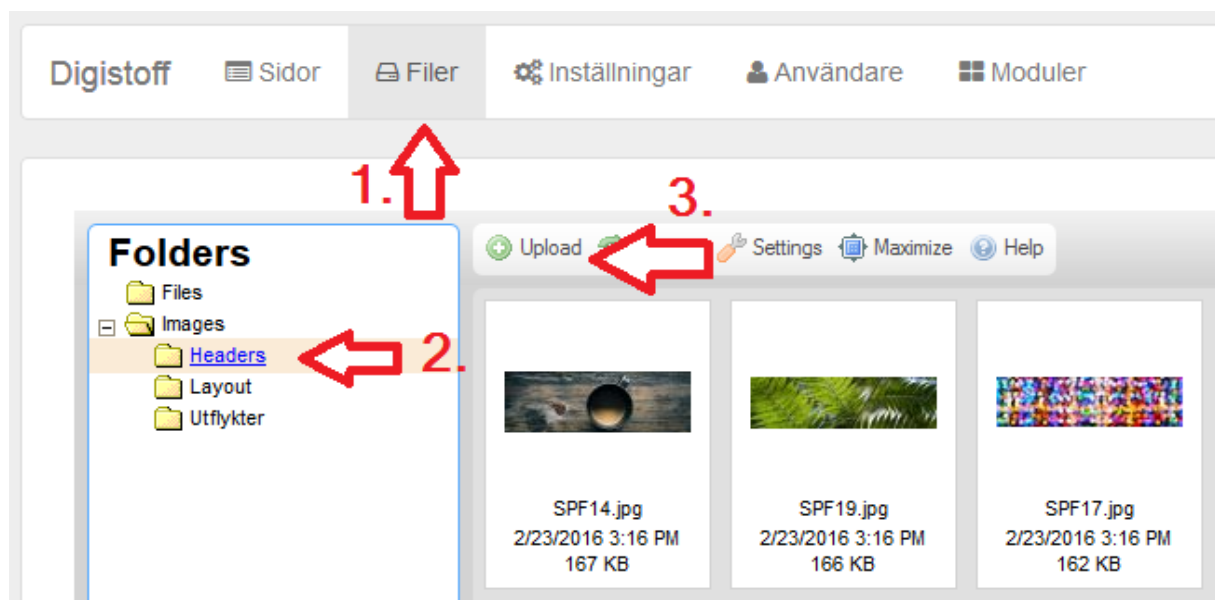 Digistoff Sidor Filer Inställningar Användare Moduler
1.
3.
Folders
Upload Settings Maximize Help
Files
Images
Headers
2.
Layout
Utflykter
SPF14.jpg
2/23/2016 3:16 PM
167 KB
SPF19.jpg
2/23/2016 3:16 PM
166 KB
SPF17.jpg
2/23/2016 3:16 PM
162 KB